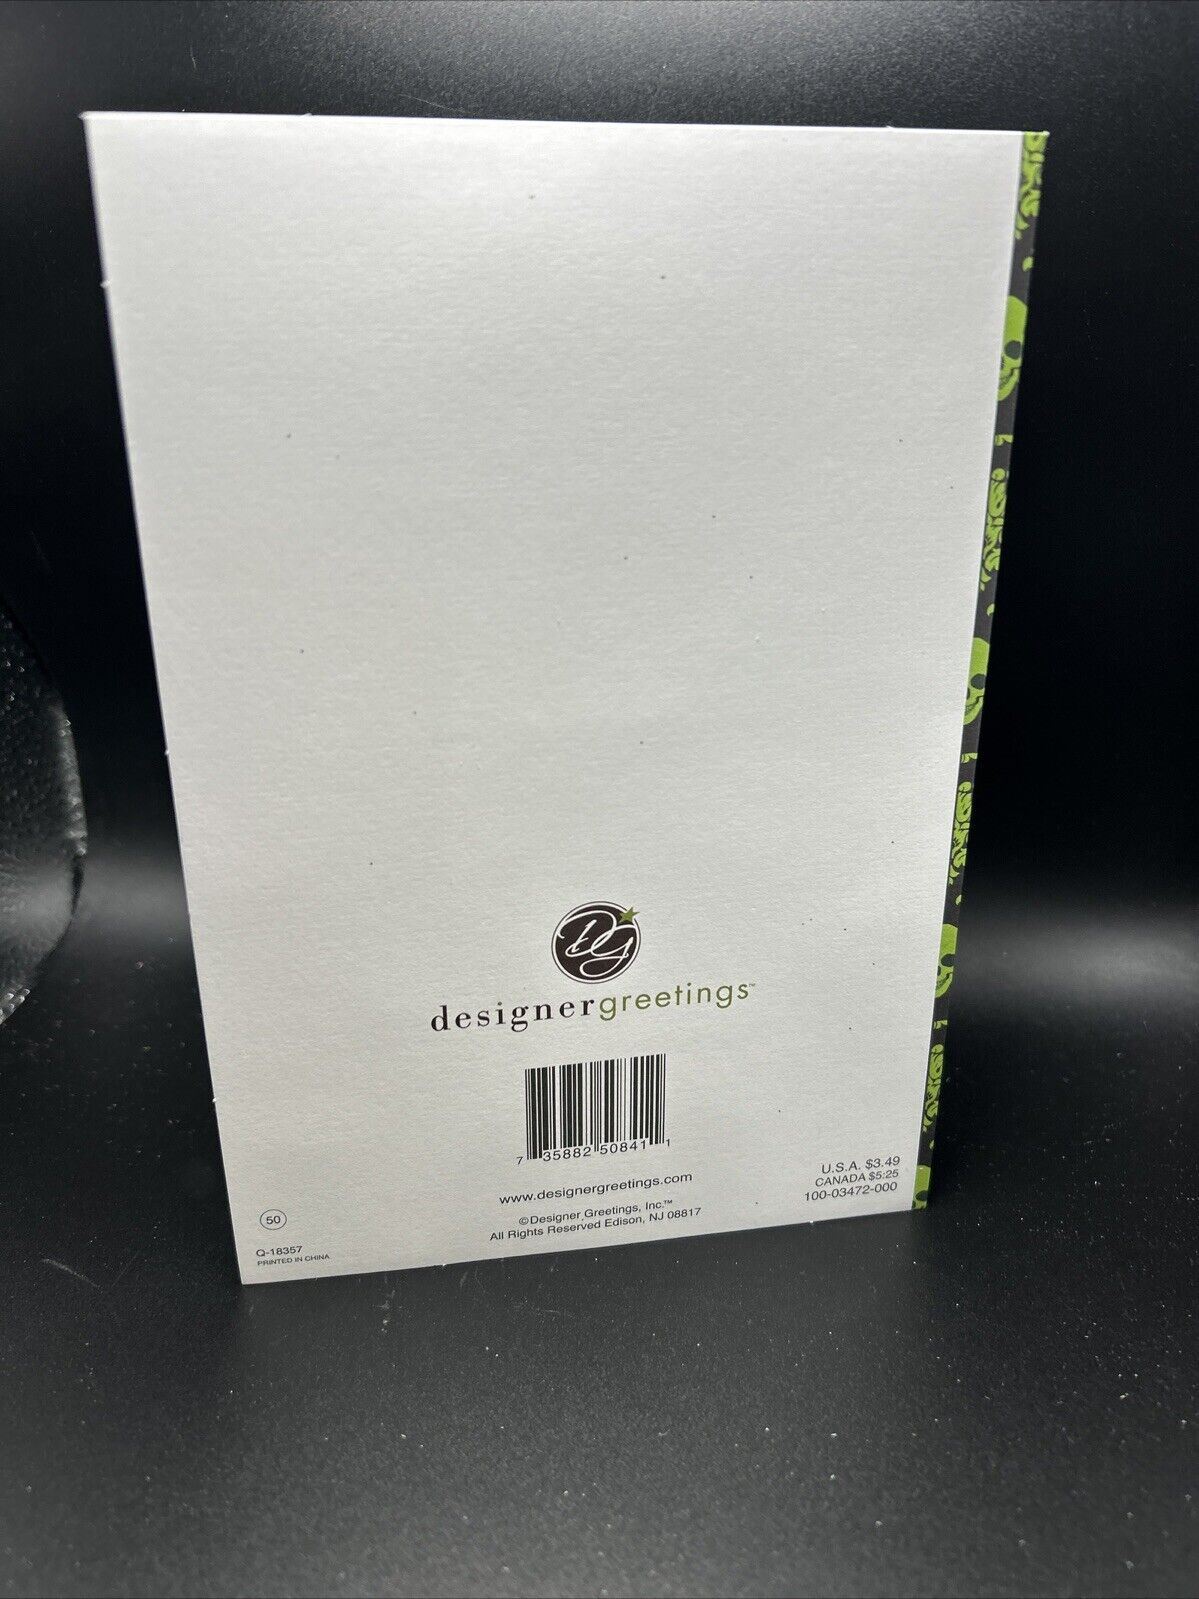 DG
designergreetings™
7 35882 50841 1
www.designergreetings.com
©Designer Greetings, Inc.™
All Rights Reserved Edison, NJ 08817
U.S.A. $3.49
CANADA $5.25
100-03472-000
50
Q-18357
PRINTED IN CHINA